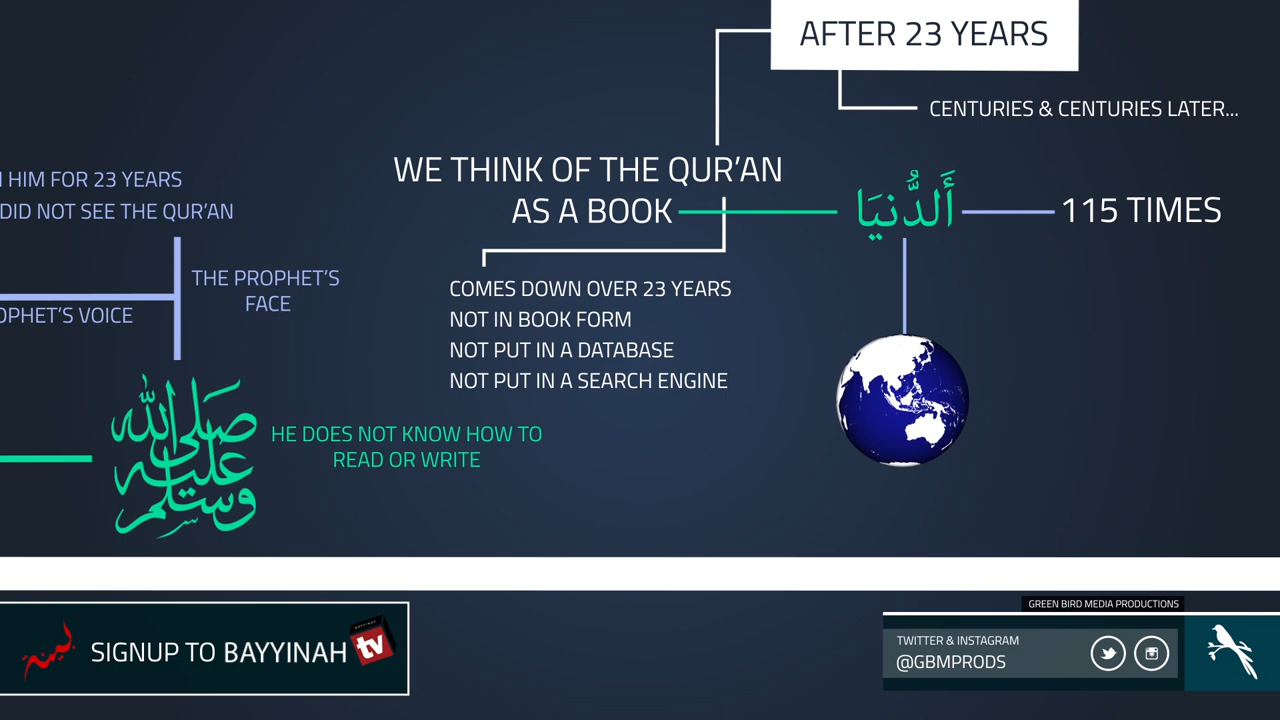 AFTER 23 YEARS
CENTURIES & CENTURIES LATER...
HIM FOR 23 YEARS
DID NOT SEE THE QUR'AN
THE PROPHET'S
FACE
OPHET'S VOICE
WE THINK OF THE QUR'AN
AS A BOOK
أَلدُّنيَا
115 TIMES
COMES DOWN OVER 23 YEARS
NOT IN BOOK FORM
NOT PUT IN A DATABASE
NOT PUT IN A SEARCH ENGINE
صلى الله
عليه
وسلم
HE DOES NOT KNOW HOW TO
READ OR WRITE
بينة
SIGNUP TO BAYYINAH
BAYYINAH
tv
GREEN BIRD MEDIA PRODUCTIONS
TWITTER & INSTAGRAM
@GBMPRODS